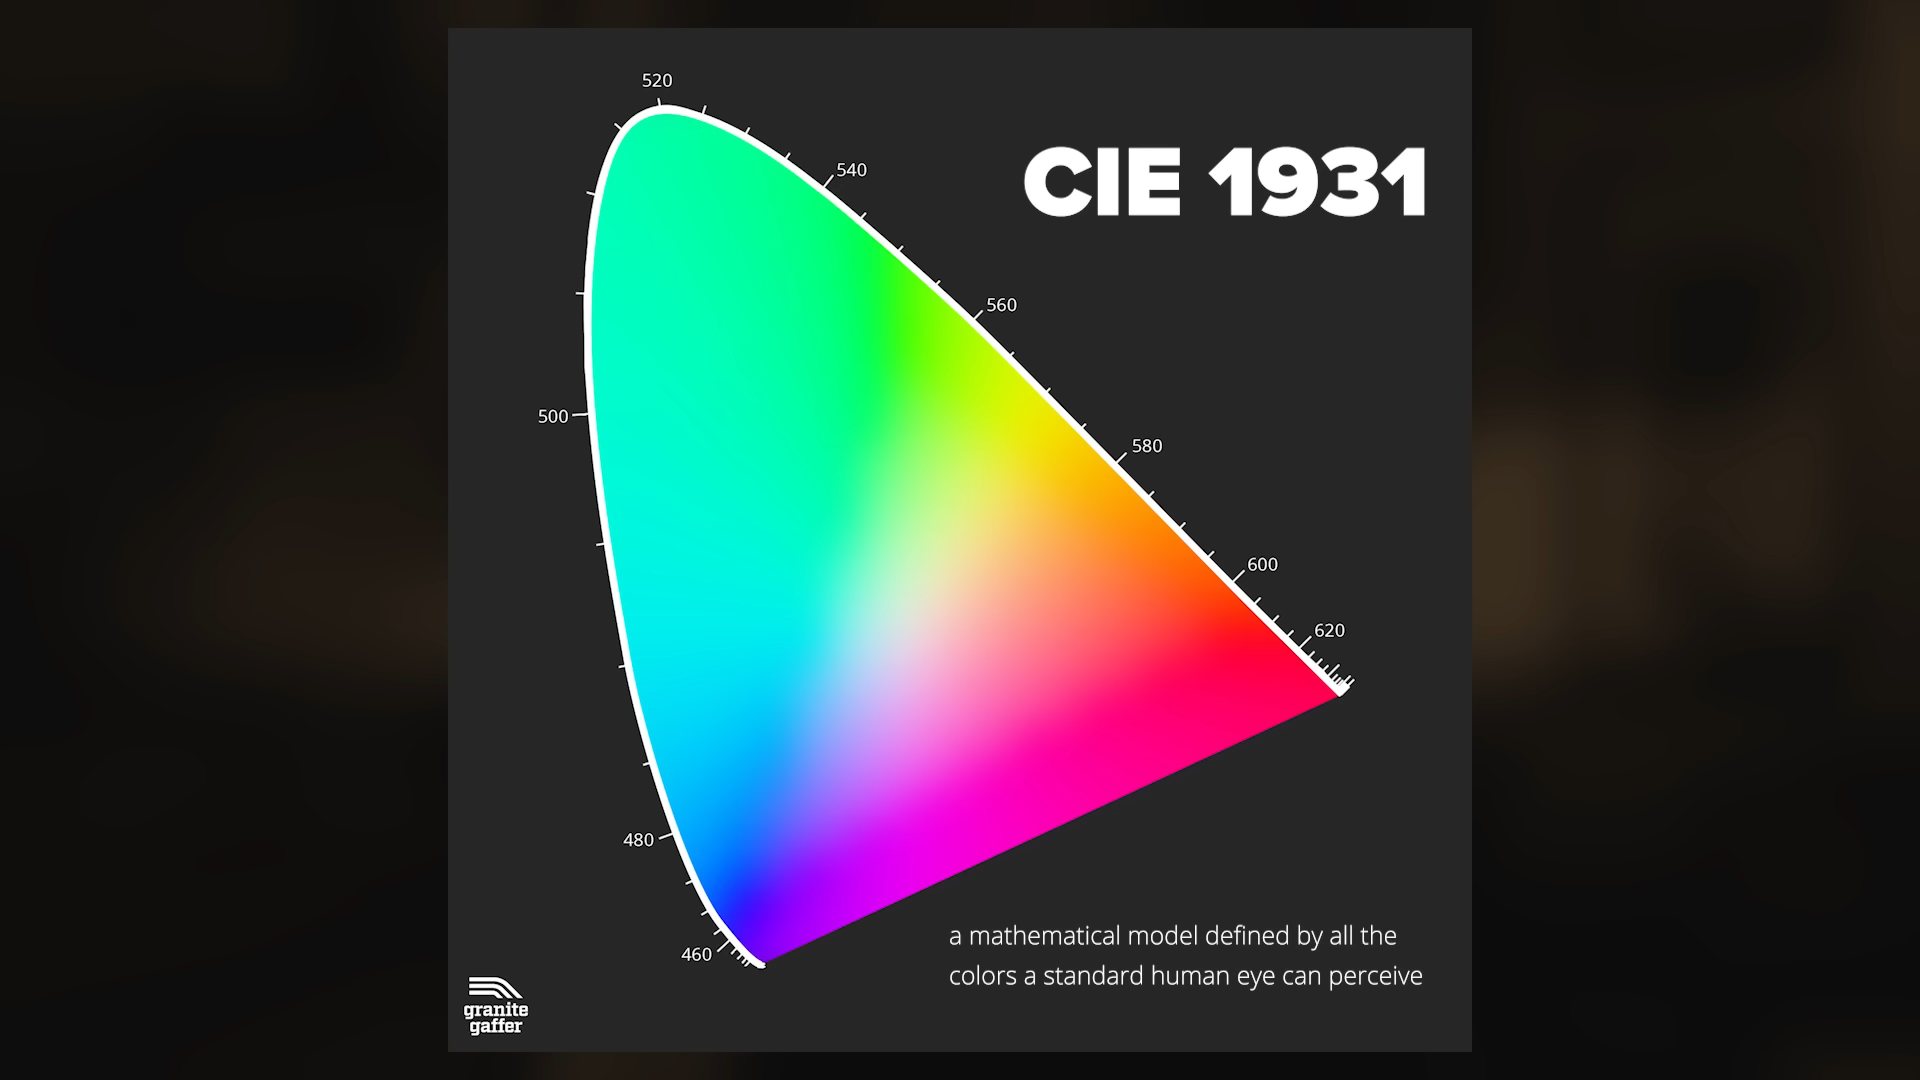 CIE 1931
520
540
560
500
580
600
620
480
460
a mathematical model defined by all the
colors a standard human eye can perceive
granite
gaffer